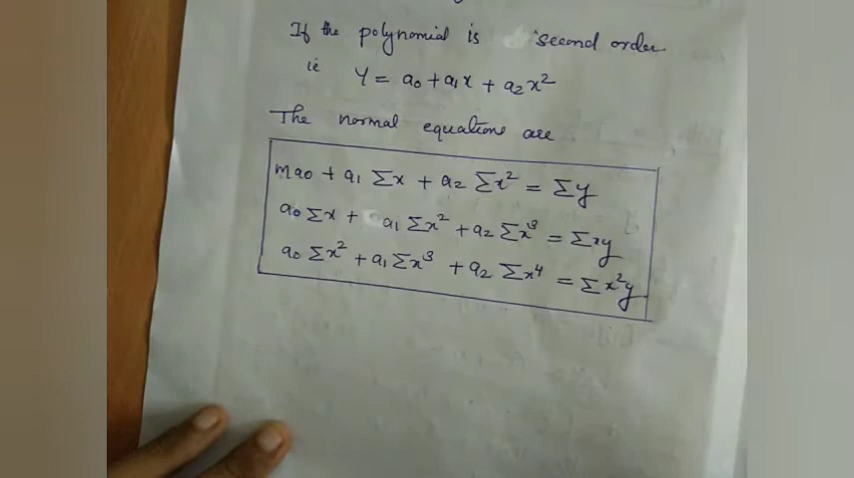 If the polynomial is second order
ie Y = a₀ + a₁x + a₂x²
The normal equations are
ma₀ + a₁ Σx + a₂ Σx² = Σy
a₀ Σx + a₁ Σx² + a₂ Σx³ = Σxy
a₀ Σx² + a₁ Σx³ + a₂ Σx⁴ = Σx²y